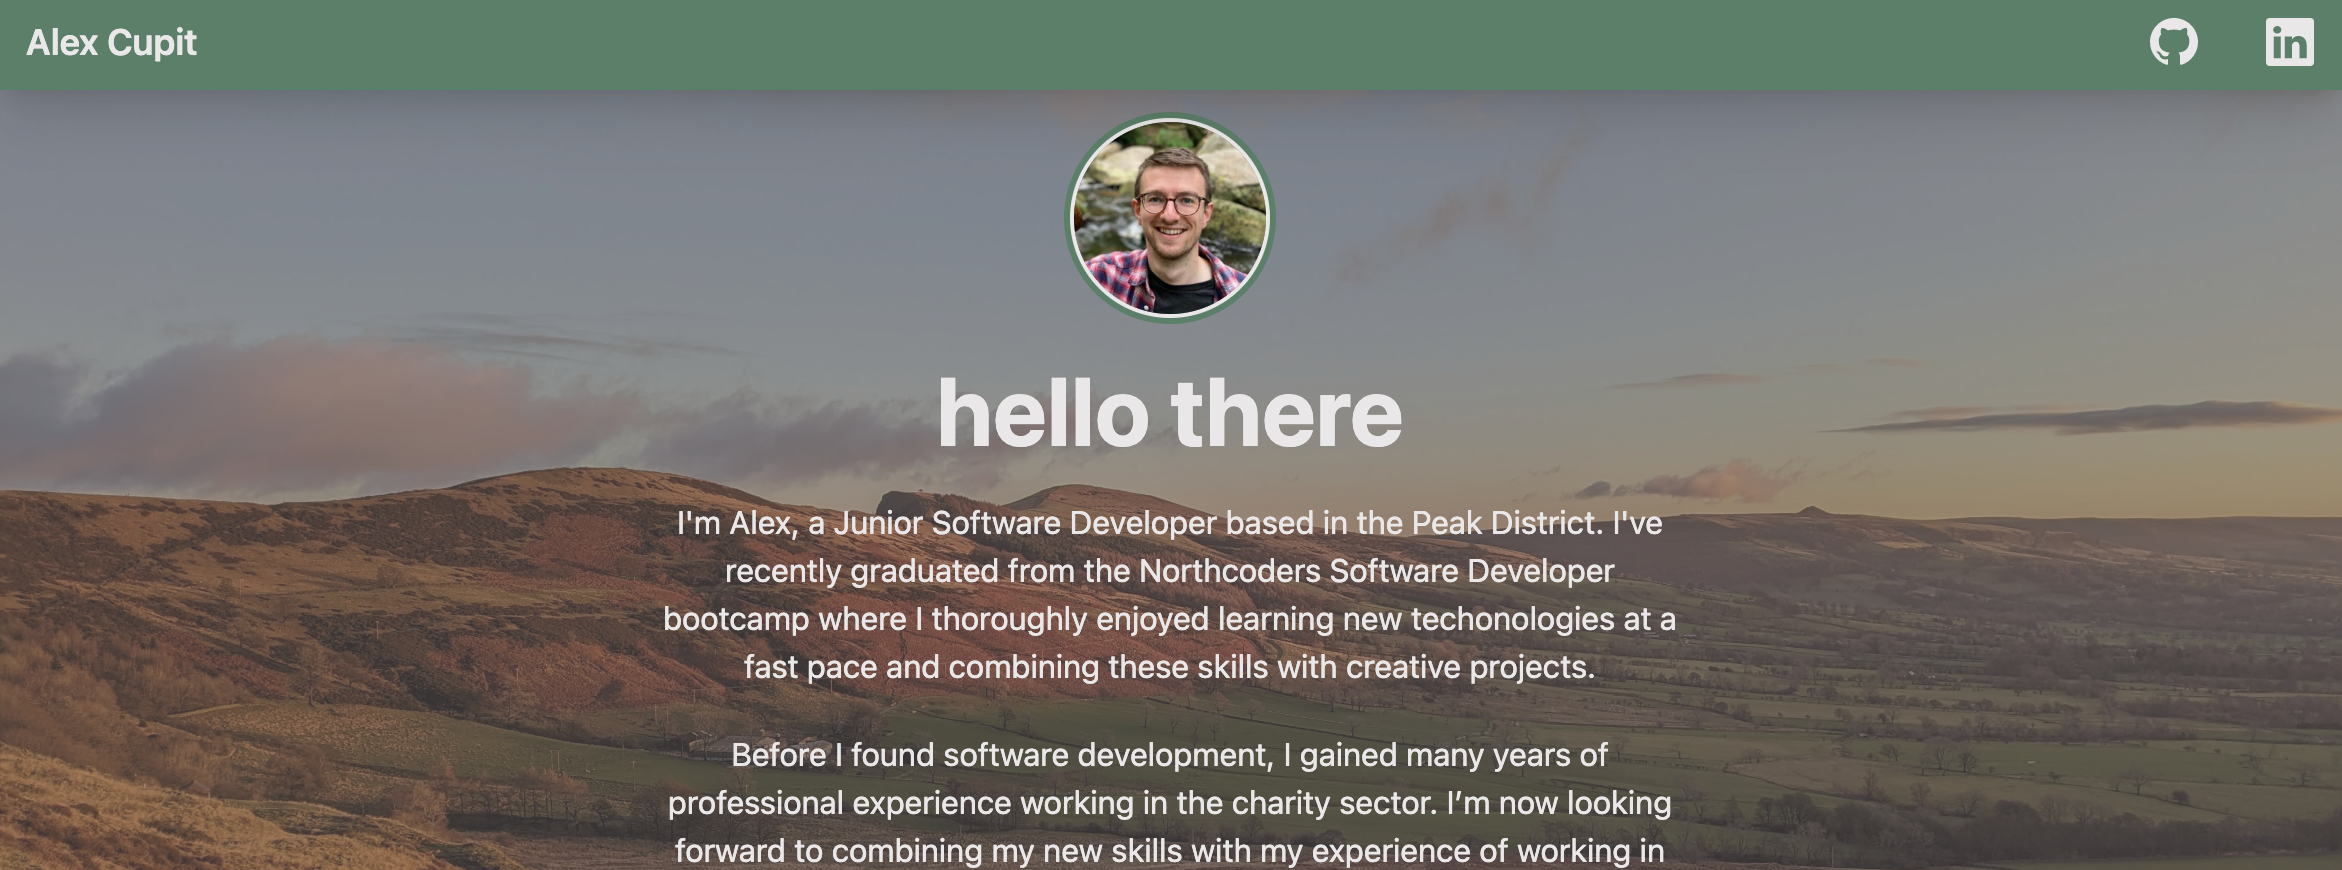 Alex Cupit
in
hello there
I'm Alex, a Junior Software Developer based in the Peak District. I've
recently graduated from the Northcoders Software Developer
bootcamp where I thoroughly enjoyed learning new techonologies at a
fast pace and combining these skills with creative projects.
Before I found software development, I gained many years of
professional experience working in the charity sector. I’m now looking
forward to combining my new skills with my experience of working in